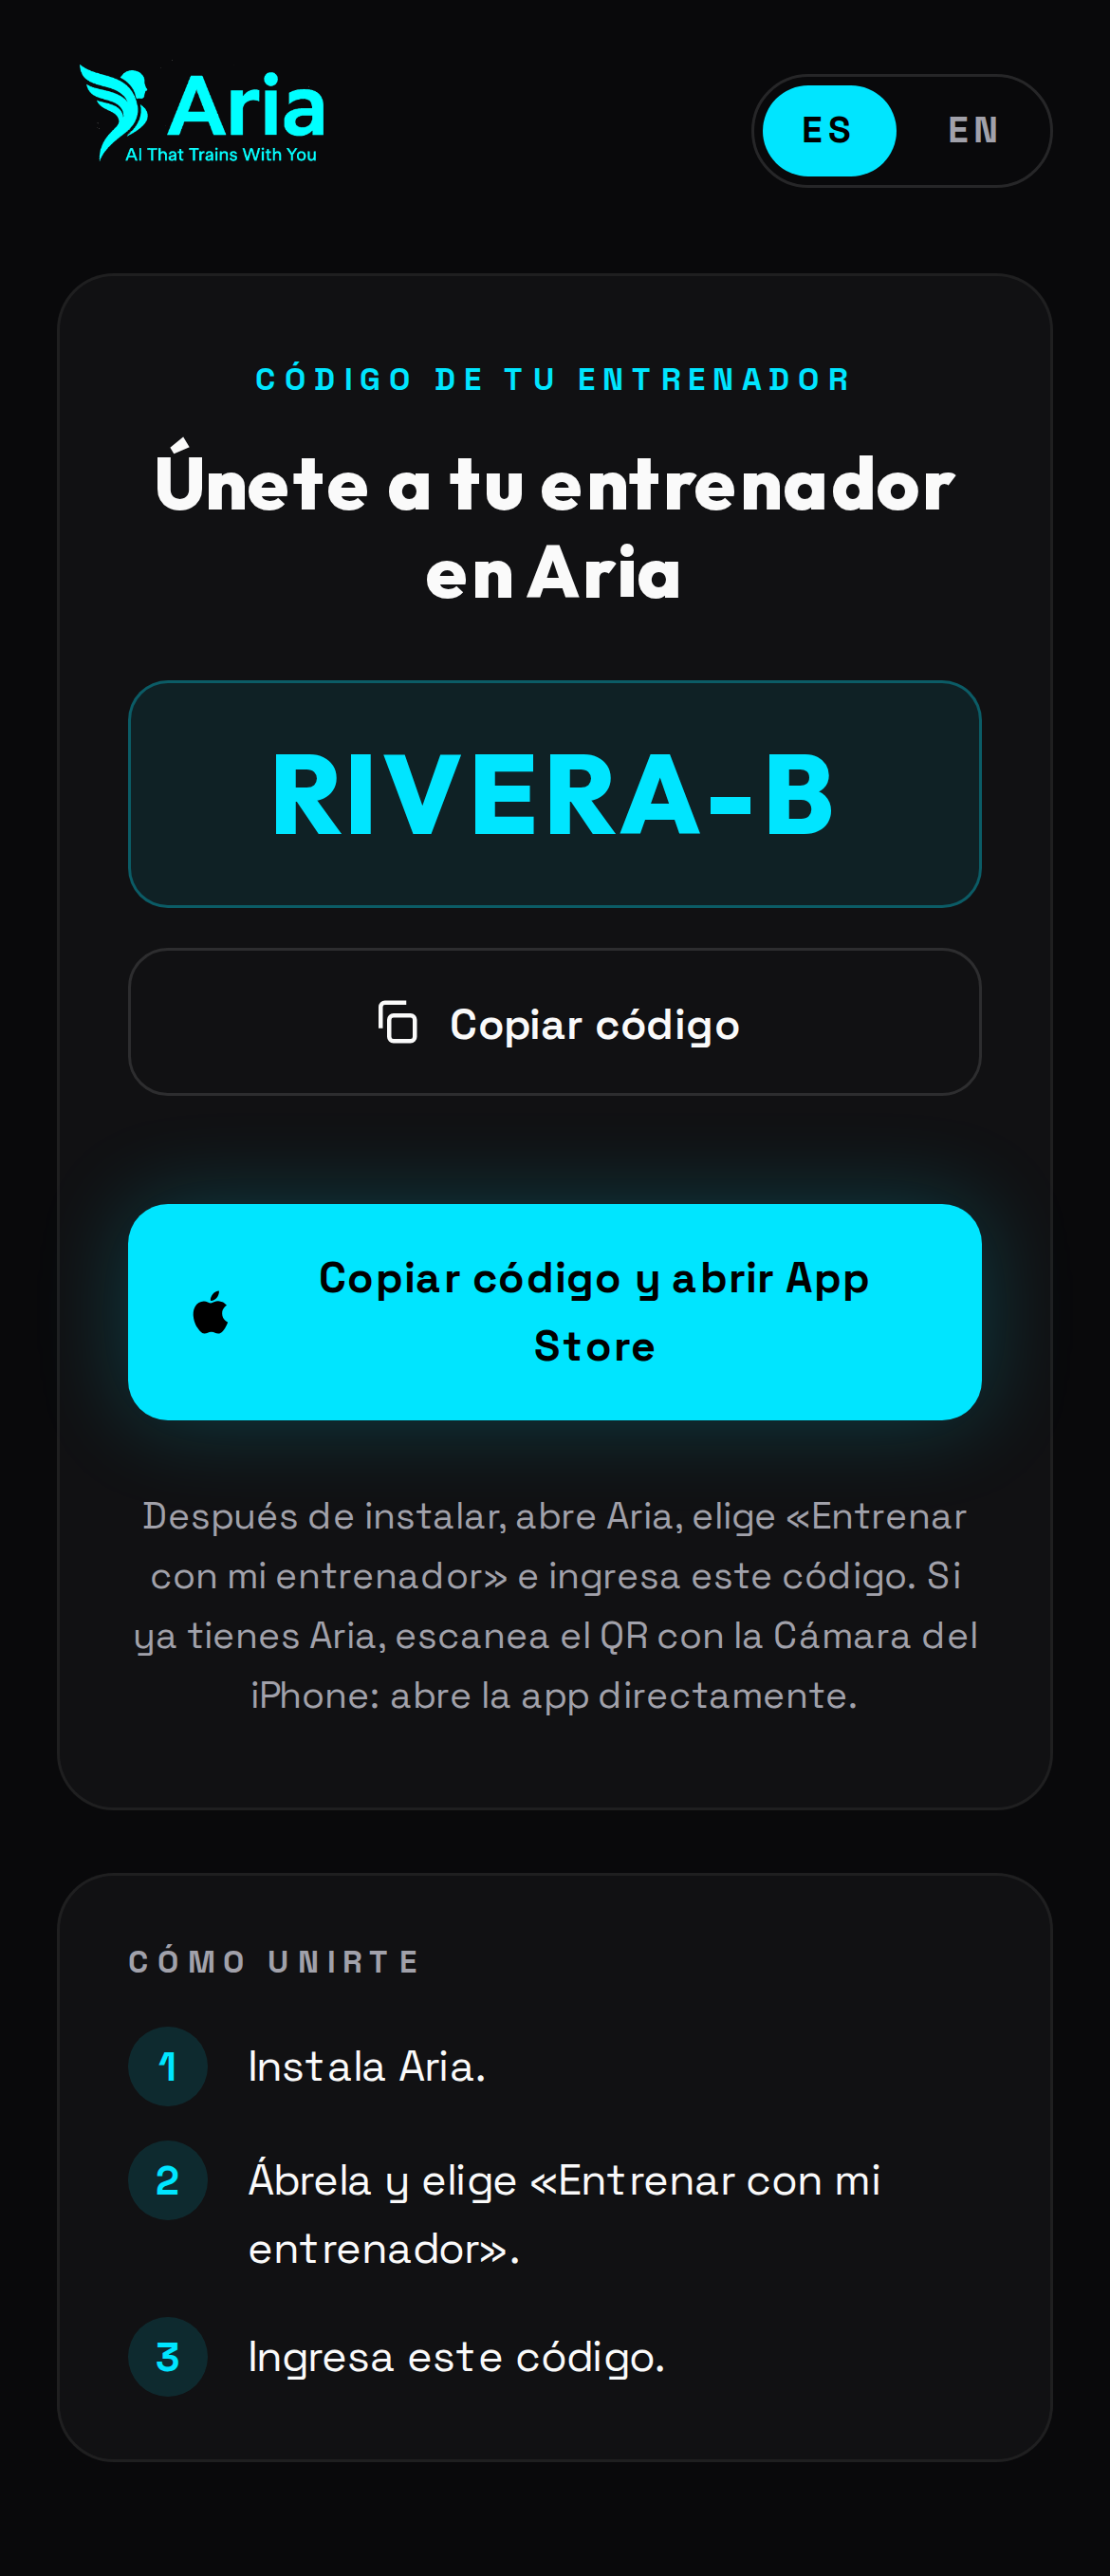 Aria
AI That Trains With You
ES
EN
CÓDIGO DE TU ENTRENADOR
Únete a tu entrenador
en Aria
RIVERA-B
Copiar código
Copiar código y abrir App
Store
Después de instalar, abre Aria, elige «Entrenar
con mi entrenador» e ingresa este código. Si
ya tienes Aria, escanea el QR con la Cámara del
iPhone: abre la app directamente.
CÓMO UNIRTE
1 Instala Aria.
2 Ábrela y elige «Entrenar con mi
entrenador».
3 Ingresa este código.